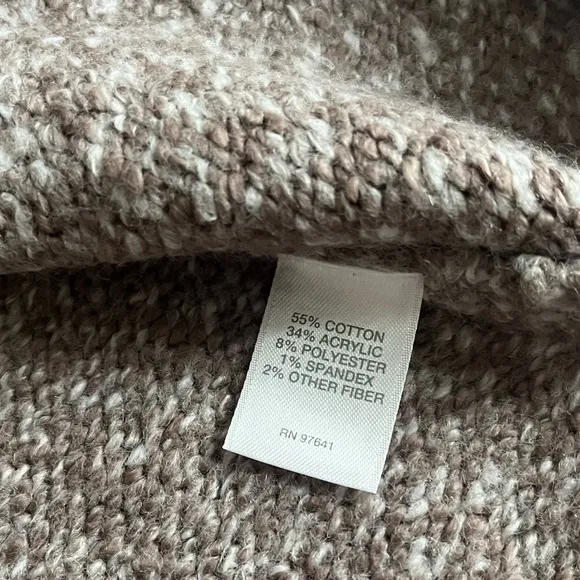 55% COTTON
34% ACRYLIC
8% POLYESTER
1% SPANDEX
2% OTHER FIBER
RN 97641